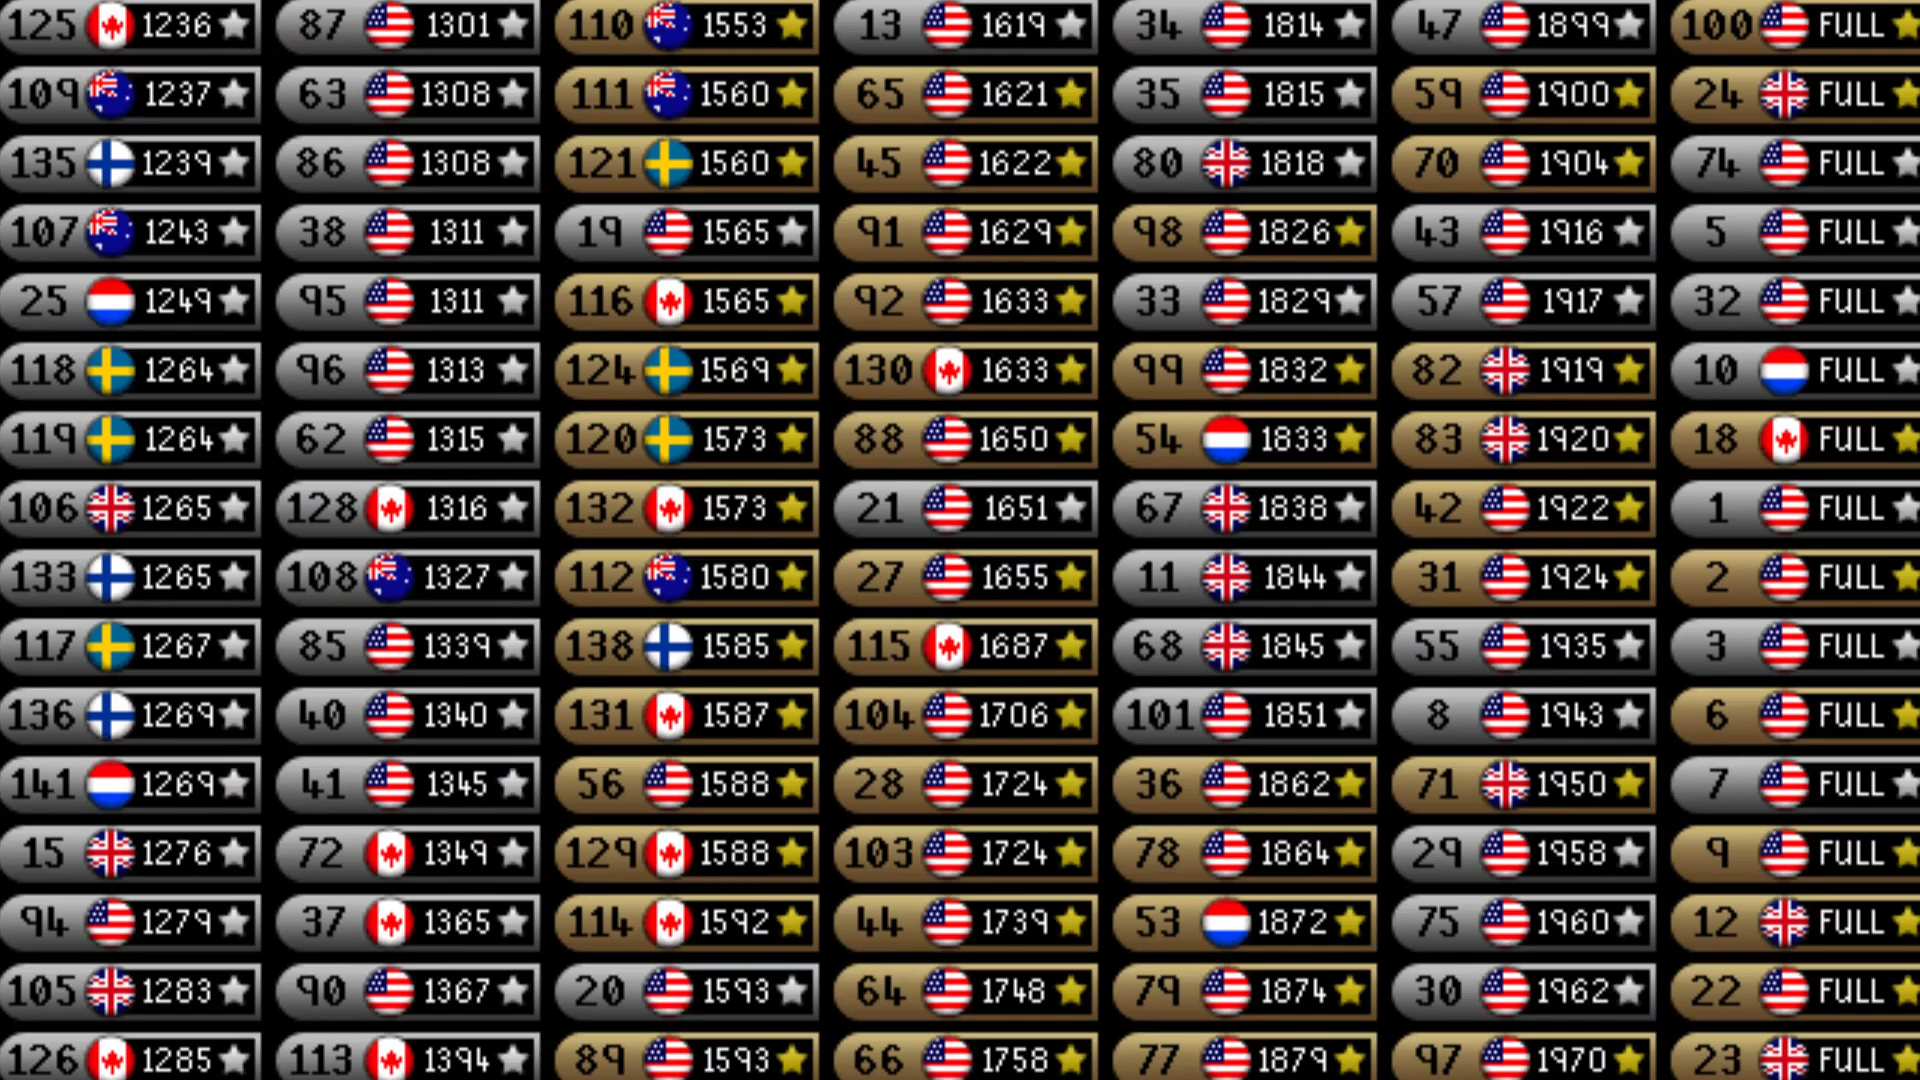 125 1236 87 1301 110 1553 13 1619 34 1814 47 1899 100 FULL
109 1237 63 1308 111 1560 65 1621 35 1815 59 1900 24 FULL
135 1239 86 1308 121 1560 45 1622 80 1818 70 1904 74 FULL
107 1243 38 1311 19 1565 91 1629 98 1826 43 1916 5 FULL
25 1249 95 1311 116 1565 92 1633 33 1829 57 1917 32 FULL
118 1264 96 1313 124 1569 130 1633 99 1832 82 1919 10 FULL
119 1264 62 1315 120 1573 88 1650 54 1833 83 1920 18 FULL
106 1265 128 1316 132 1573 21 1651 67 1838 42 1922 1 FULL
133 1265 108 1327 112 1580 27 1655 11 1844 31 1924 2 FULL
117 1267 85 1339 138 1585 115 1687 68 1845 55 1935 3 FULL
136 1269 40 1340 131 1587 104 1706 101 1851 8 1943 6 FULL
141 1269 41 1345 56 1588 28 1724 36 1862 71 1950 7 FULL
15 1276 72 1349 129 1588 103 1724 78 1864 29 1958 9 FULL
94 1279 37 1365 114 1592 44 1739 53 1872 75 1960 12 FULL
105 1283 90 1367 20 1593 64 1748 79 1874 30 1962 22 FULL
126 1285 113 1394 89 1593 66 1758 77 1879 97 1970 23 FULL